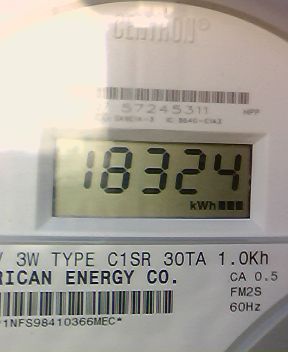 CENTRON®
57245311
MPP
18324
kWh
V 3W TYPE C1SR 30TA 1.0Kh
RICAN ENERGY CO.
CA 0.5
FM2S
60Hz
*1NFS98410366MEC*